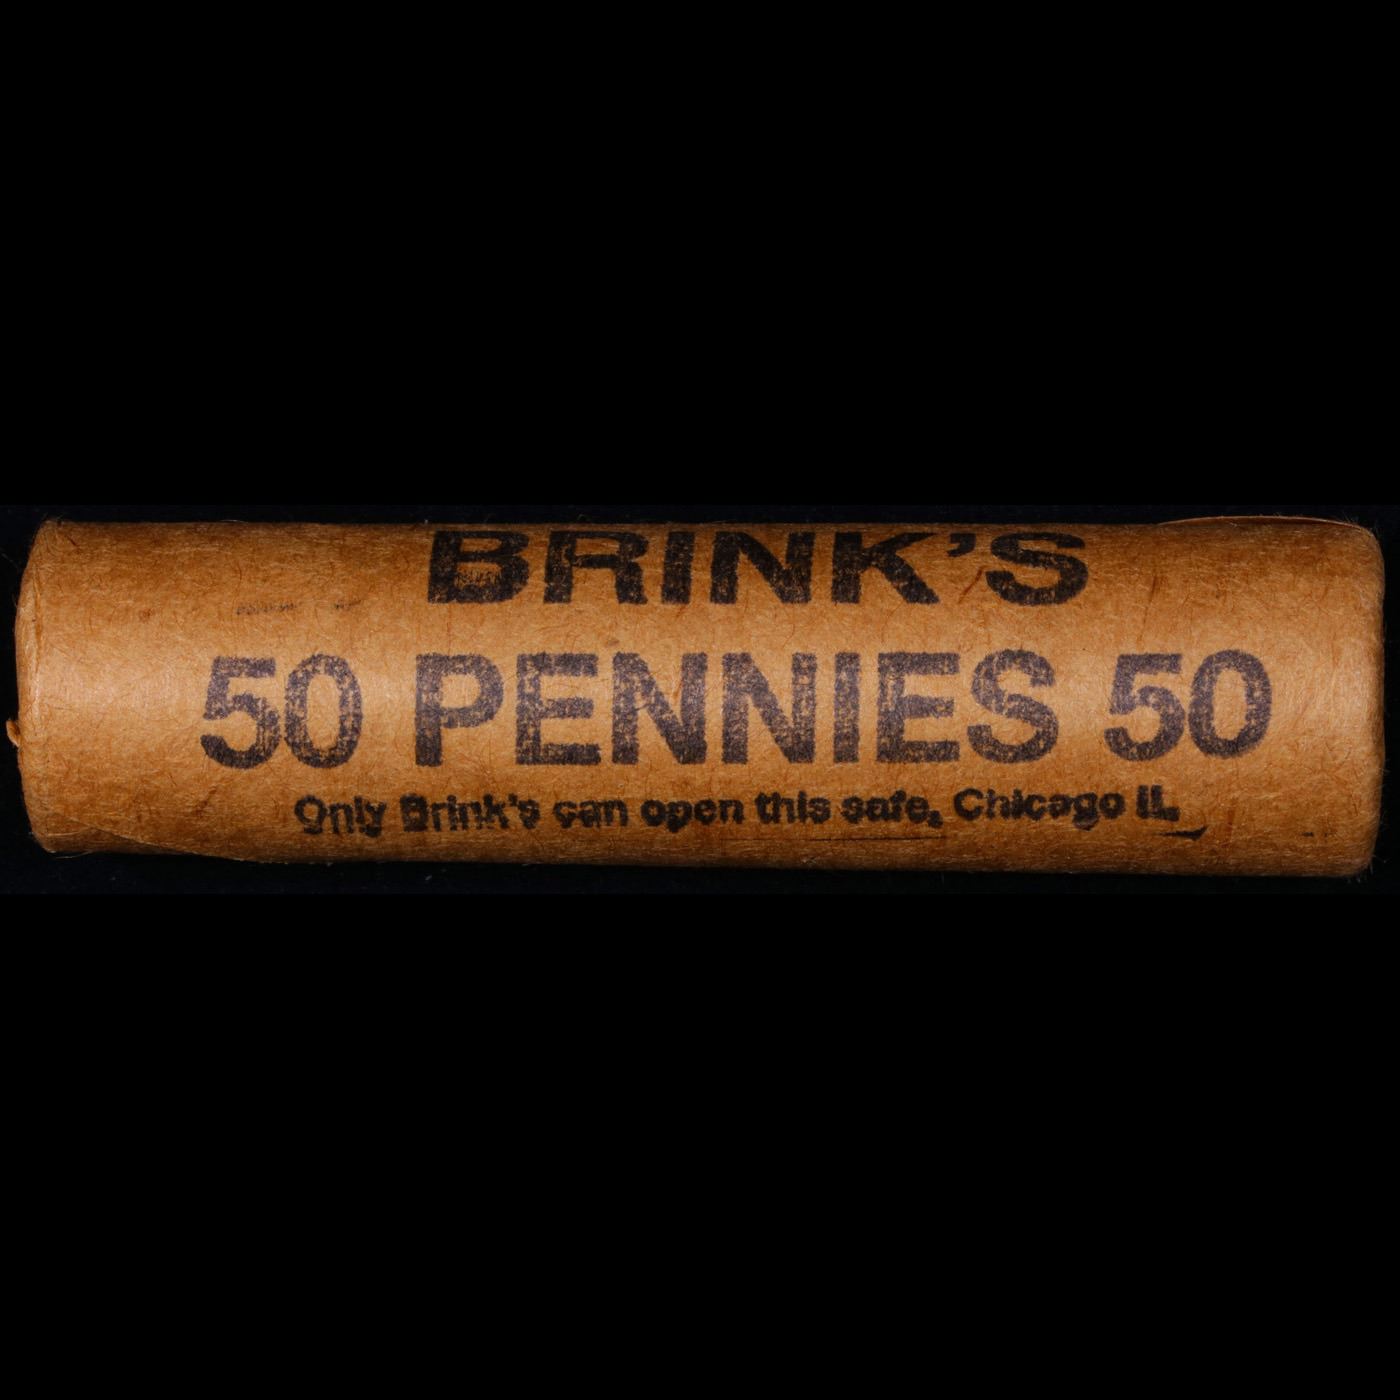 BRINK'S
50 PENNIES 50
Only Brink's can open this safe, Chicago IL